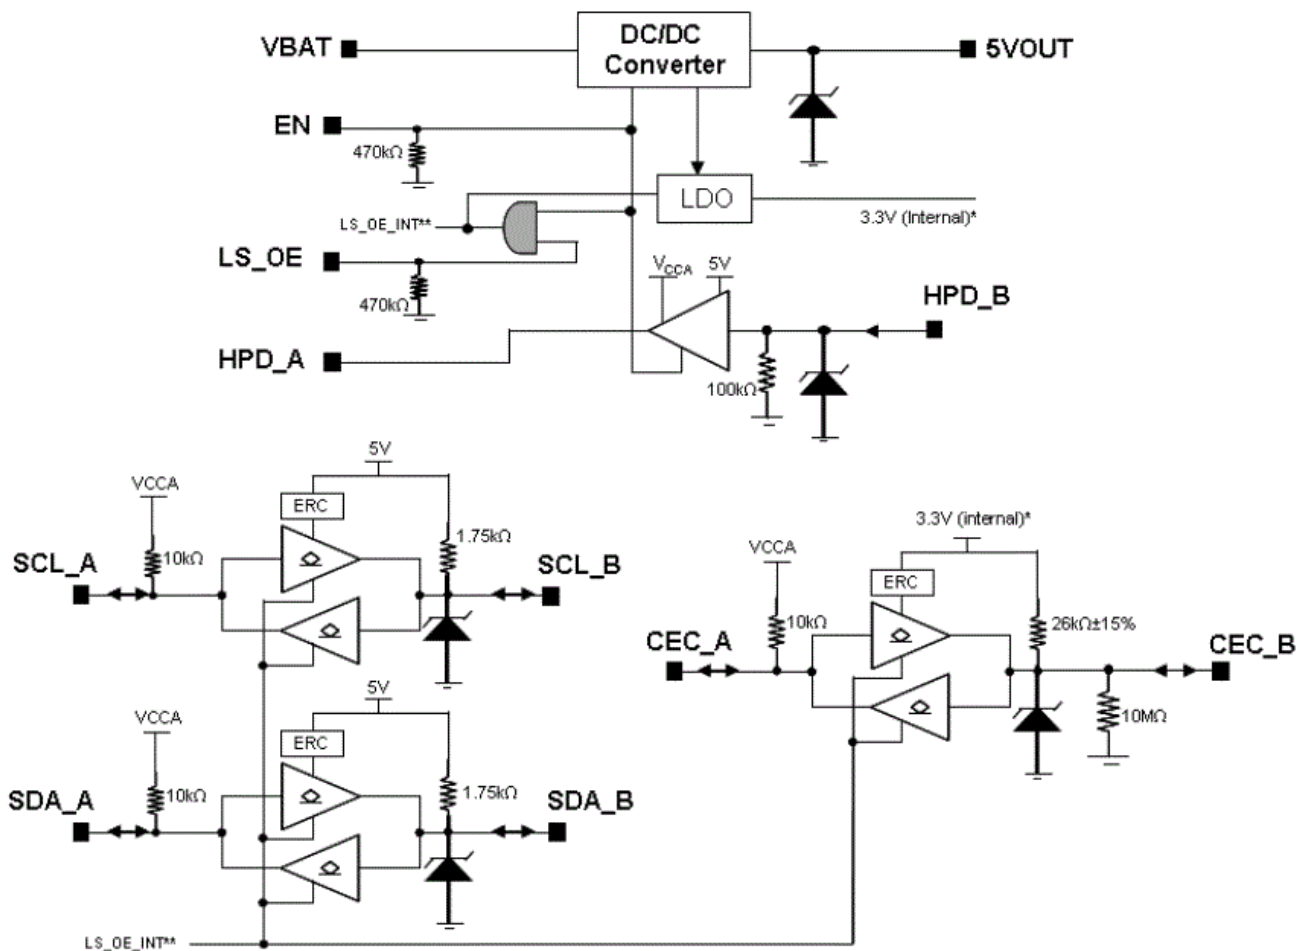 DC/DC
Converter
VBAT
5VOUT
EN
470kΩ
LDO
LS_OE_INT**
3.3V (Internal)*
LS_OE
470kΩ
VCCA
5V
HPD_B
HPD_A
100kΩ
5V
VCCA
ERC
1.75kΩ
SCL_A
10kΩ
SCL_B
3.3V (internal)*
VCCA
ERC
10kΩ
26kΩ±15%
CEC_A
CEC_B
10MΩ
5V
VCCA
ERC
SDA_A
10kΩ
1.75kΩ
SDA_B
LS_OE_INT**